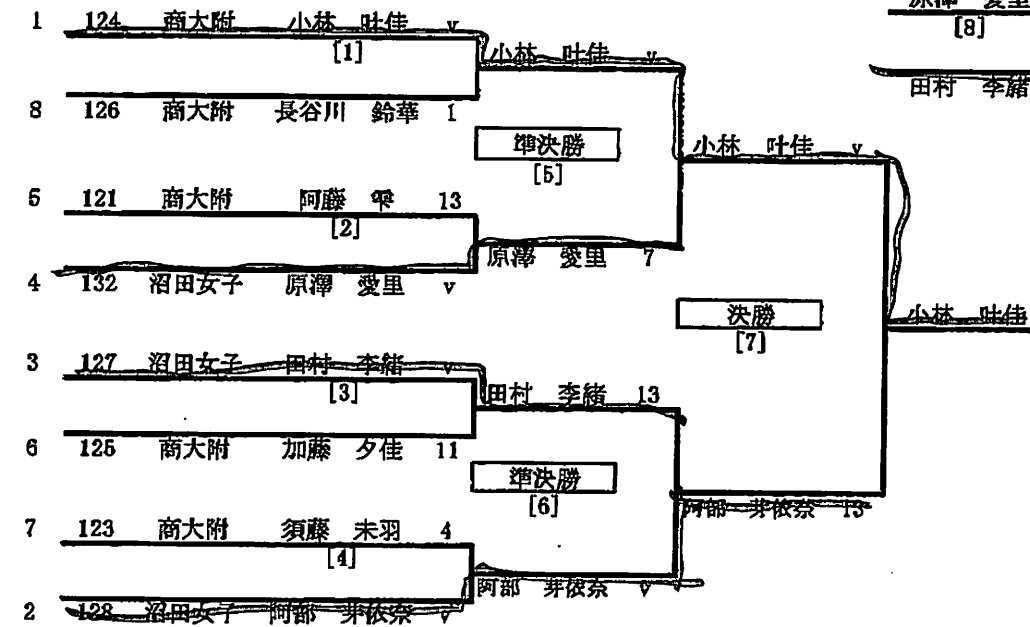 1 124 商大附 小林 叶佳 v
[1]
8 126 商大附 長谷川 鈴華 1
小林 叶佳 v
準決勝
[5]
5 121 商大附 阿藤 雫 13
[2]
4 132 沼田女子 原澤 愛里 v
原澤 愛里 7
小林 叶佳 v
決勝
[7]
3 127 沼田女子 田村 李緒 v
[3]
6 125 商大附 加藤 夕佳 11
田村 李緒 13
準決勝
[6]
7 123 商大附 須藤 未羽 4
[4]
2 128 沼田女子 阿部 芽依奈 v
阿部 芽依奈 v
阿部 芽依奈 13
小林 叶佳
原澤 愛里
[8]
田村 李緒